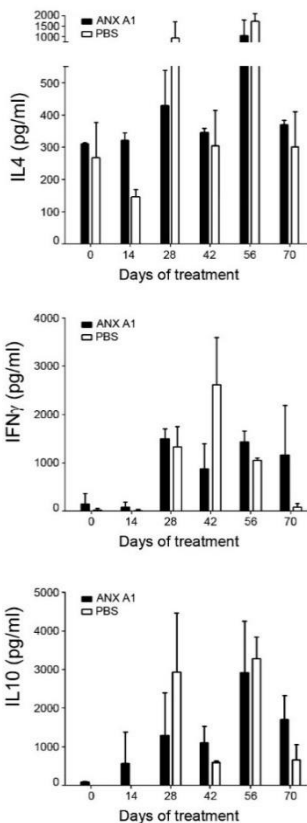 ANX A1
PBS
2000
1500
1000
500
400
300
200
100
0
IL4 (pg/ml)
0 14 28 42 56 70
Days of treatment
ANX A1
PBS
4000
3000
2000
1000
0
IFNγ (pg/ml)
0 14 28 42 56 70
Days of treatment
10000
ANX A1
PBS
5000
4000
3000
2000
1000
0
IL10 (pg/ml)
0 14 28 42 56 70
Days of treatment